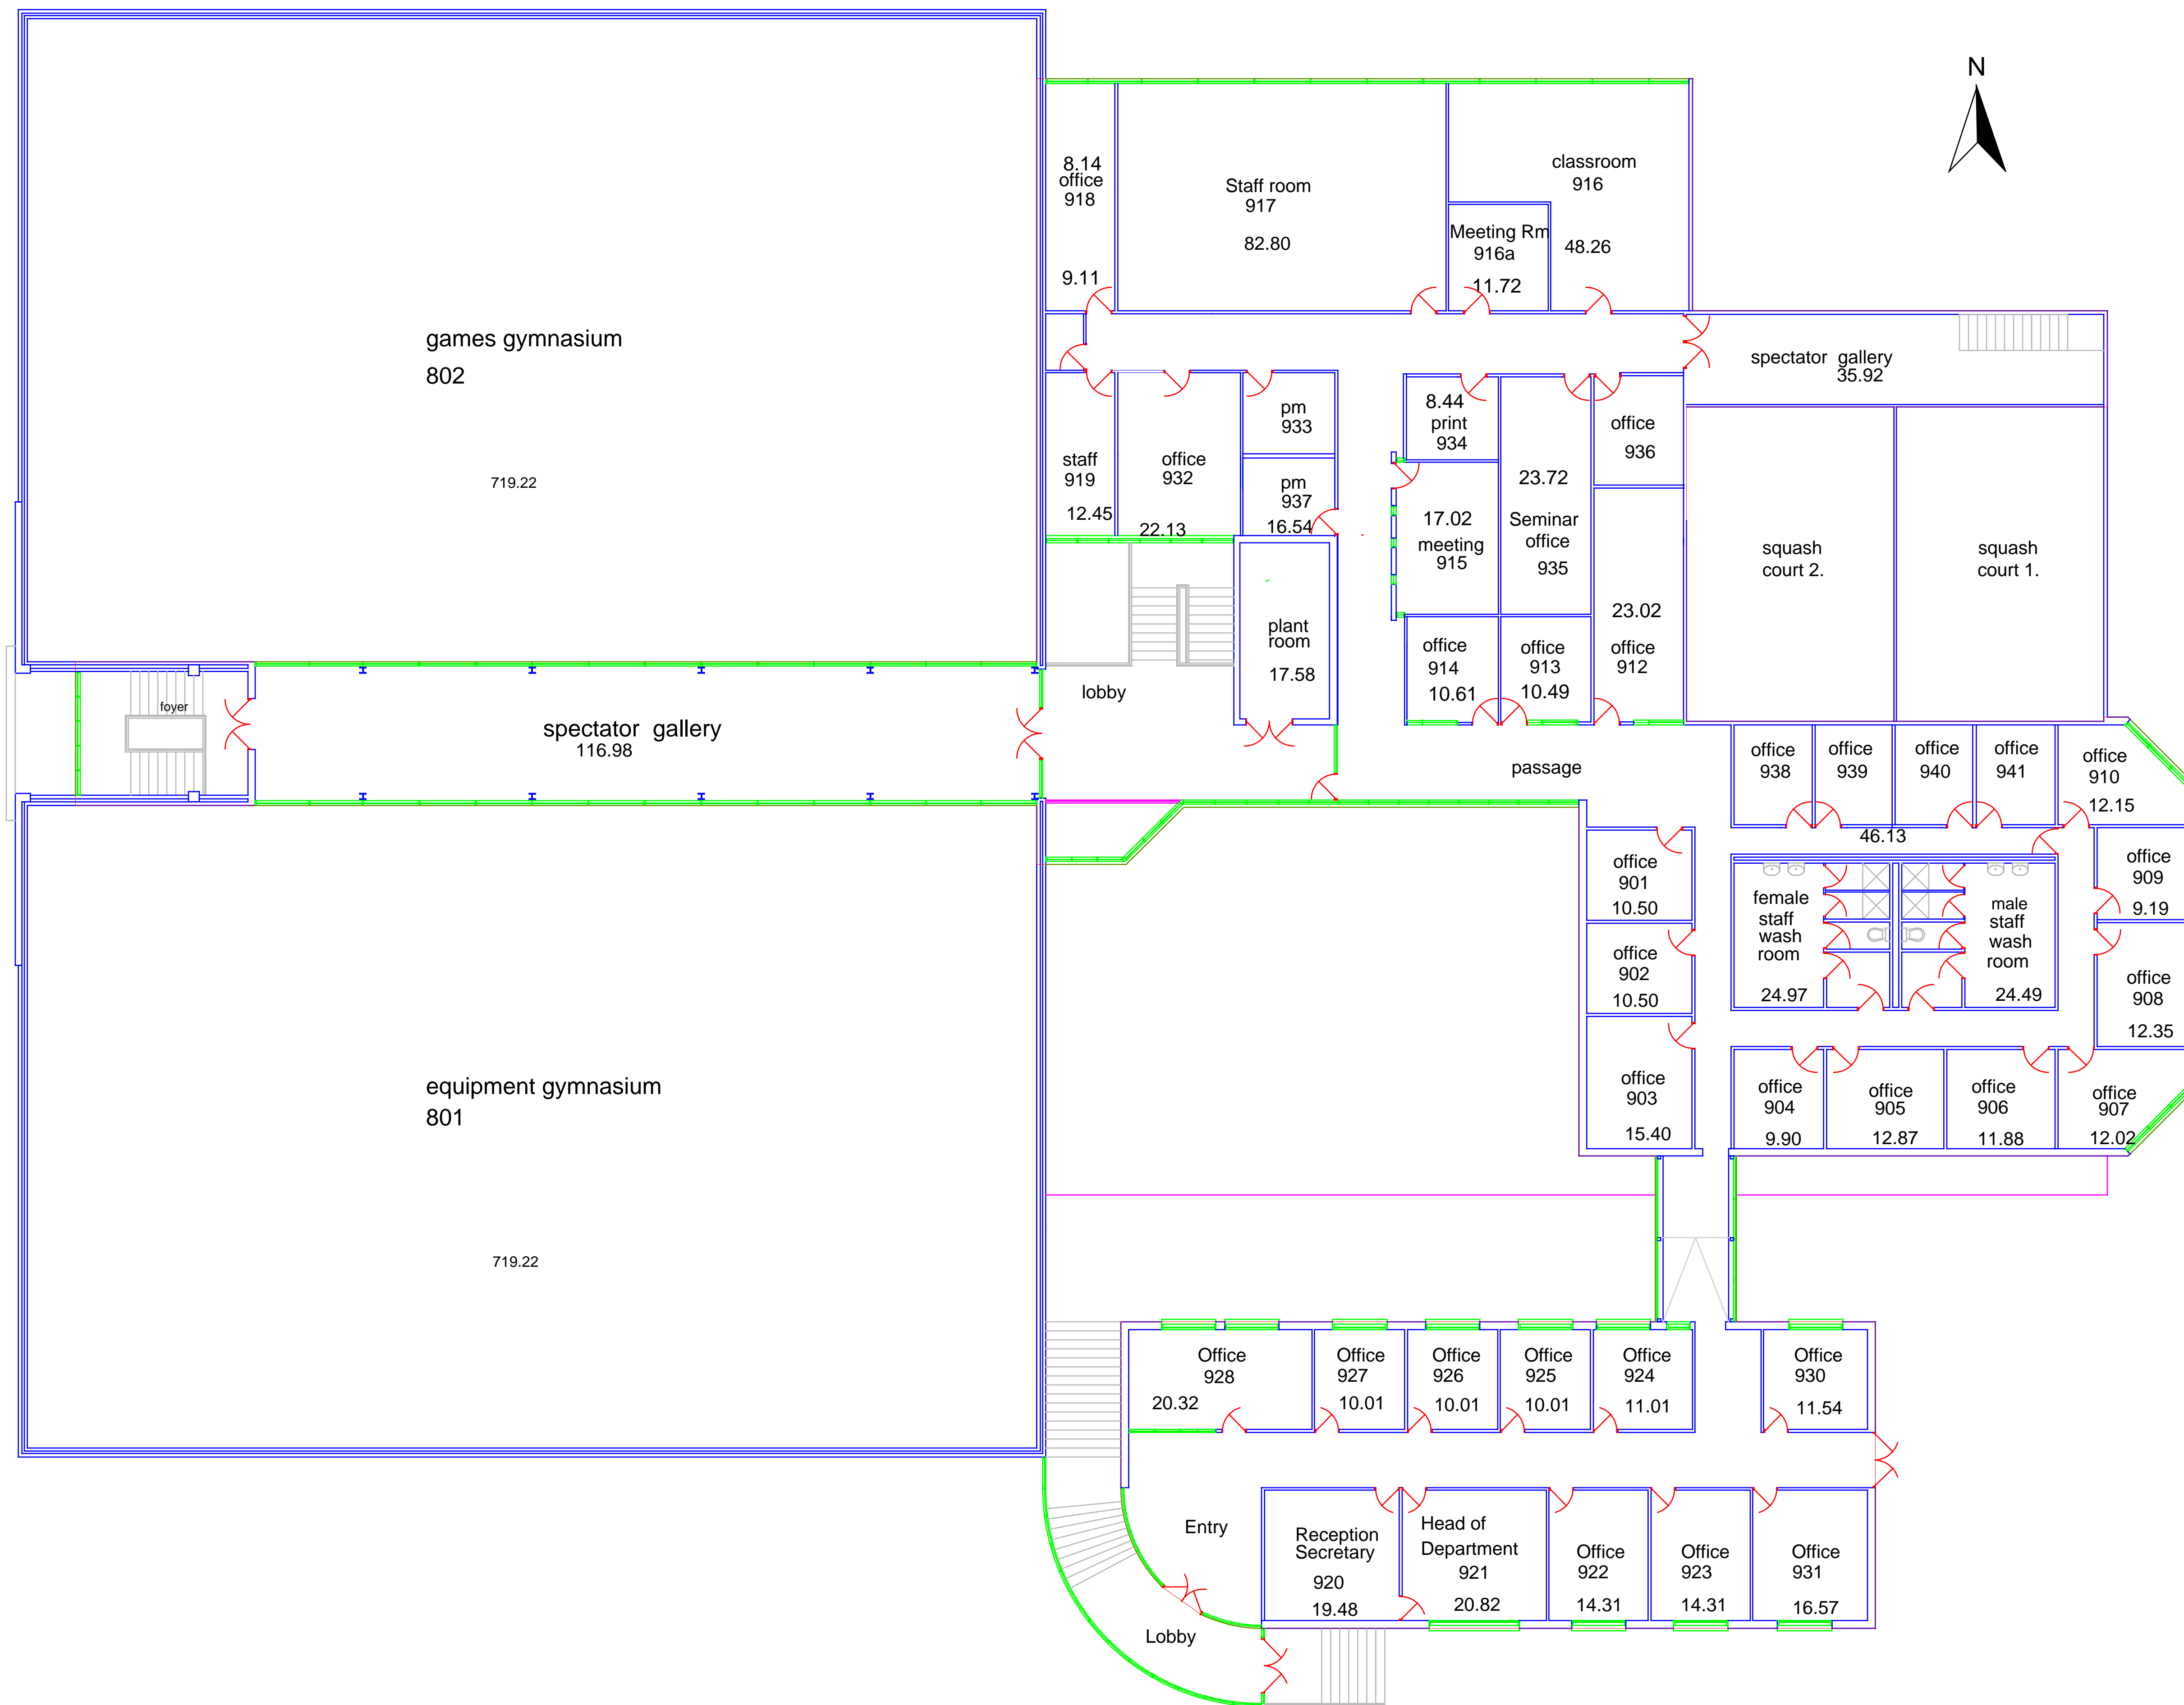 N
8.14
office
918
9.11
Staff room
917
82.80
classroom
916
48.26
Meeting Rm
916a
11.72
games gymnasium
802
719.22
spectator gallery
35.92
staff
919
12.45
office
932
22.13
pm
933
pm
937
16.54
8.44
print
934
17.02
meeting
915
23.72
Seminar
office
935
office
936
23.02
office
912
squash
court 2.
squash
court 1.
plant
room
17.58
office
914
10.61
office
913
10.49
foyer
spectator gallery
116.98
lobby
passage
office
938
office
939
office
940
office
941
office
910
12.15
46.13
office
901
10.50
office
902
10.50
office
903
15.40
female
staff
wash
room
24.97
male
staff
wash
room
24.49
office
909
9.19
office
908
12.35
office
904
9.90
office
905
12.87
office
906
11.88
office
907
12.02
equipment gymnasium
801
719.22
Office
928
20.32
Office
927
10.01
Office
926
10.01
Office
925
10.01
Office
924
11.01
Office
930
11.54
Entry
Reception
Secretary
920
19.48
Head of
Department
921
20.82
Office
922
14.31
Office
923
14.31
Office
931
16.57
Lobby